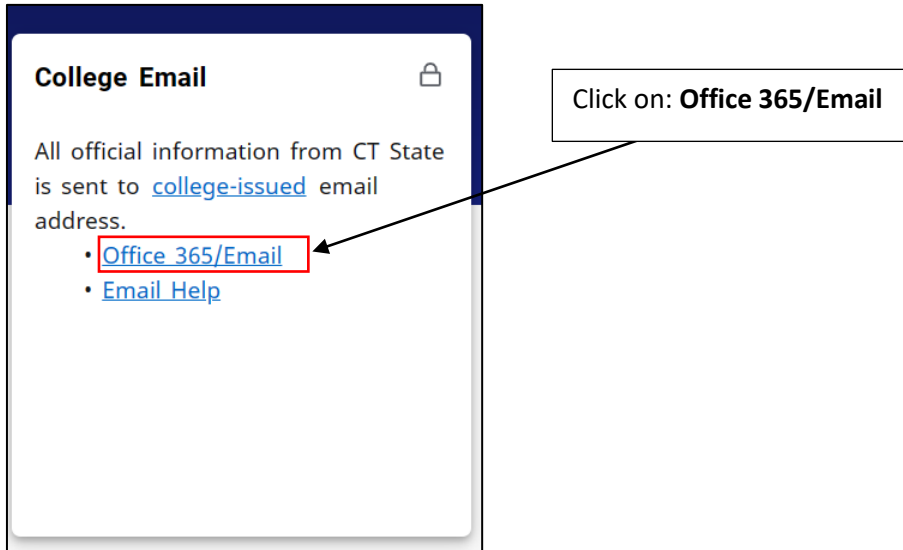 College Email
Click on: Office 365/Email
All official information from CT State
is sent to college-issued email
address.
• Office 365/Email
• Email Help